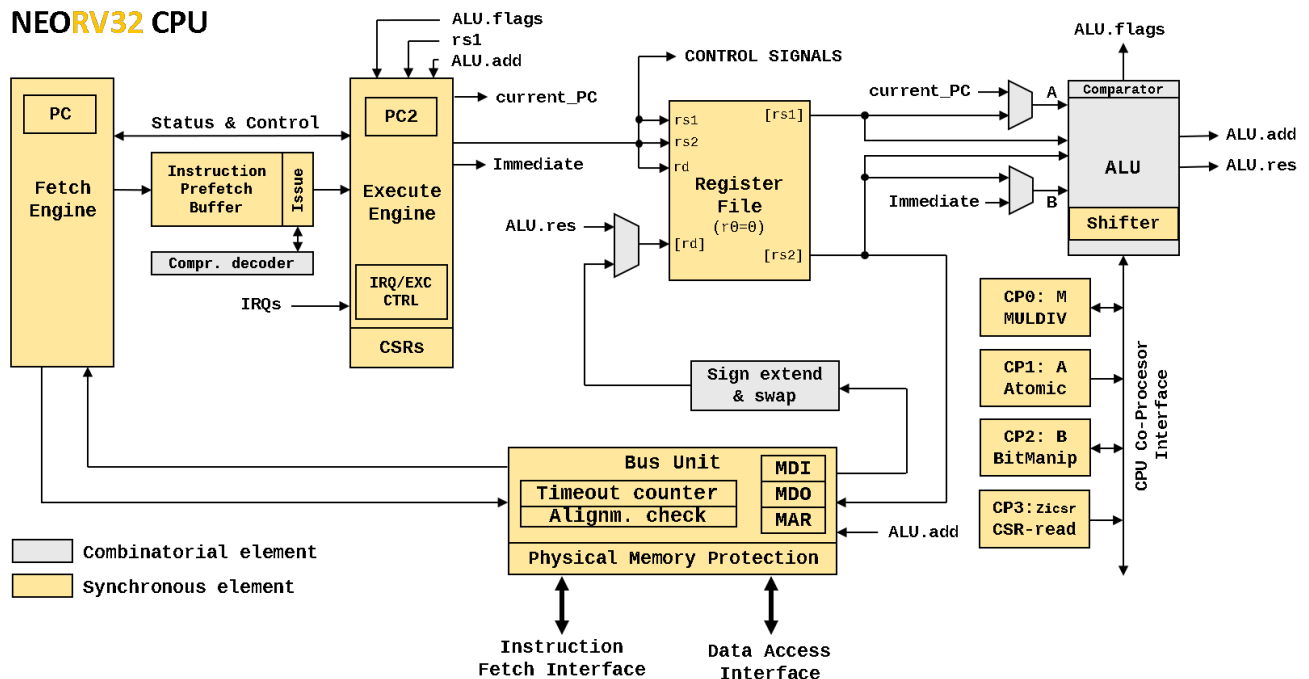 NEORV32 CPU
ALU.flags
rs1
ALU.add
current_PC
CONTROL SIGNALS
ALU.flags
PC
Status & Control
PC2
Fetch
Engine
Instruction
Prefetch
Buffer
Issue
Compr. decoder
Execute
Engine
Immediate
IRQs
IRQ/EXC
CTRL
CSRs
rs1
rs2
rd
[rs1]
Register
File
(r0=0)
ALU.res
[rd]
[rs2]
current_PC
A
Immediate
B
Comparator
ALU
Shifter
ALU.add
ALU.res
CP0: M
MULDIV
CP1: A
Atomic
CP2: B
BitManip
CP3: Zicsr
CSR-read
CPU Co-Procesor
Interface
Sign extend
& swap
Bus Unit
Timeout counter
Alignm. check
MDI
MDO
MAR
ALU.add
Physical Memory Protection
Combinatorial element
Synchronous element
Instruction
Fetch Interface
Data Access
Interface